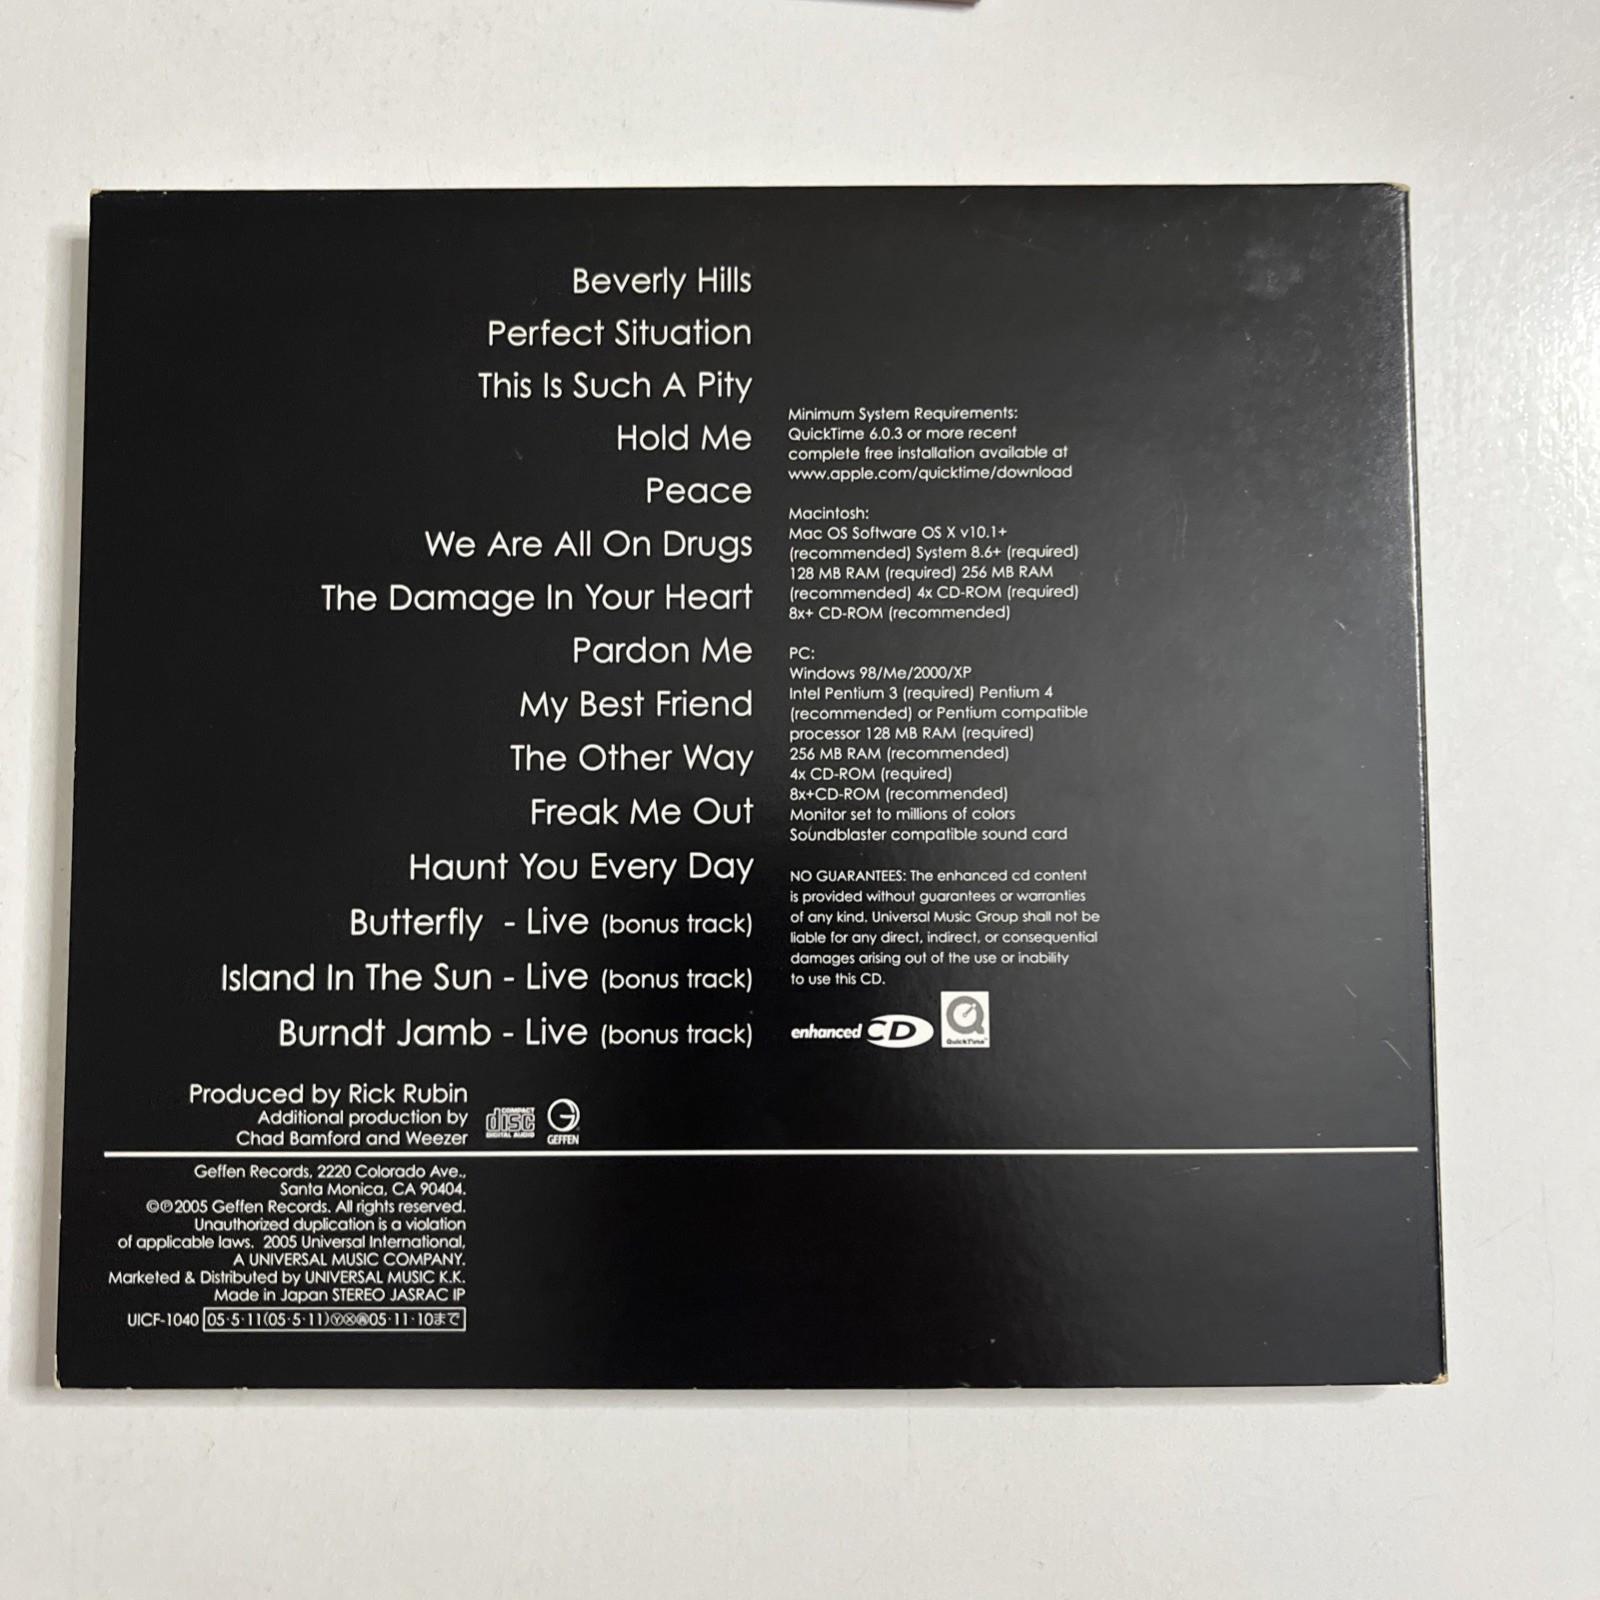 Beverly Hills
Perfect Situation
This Is Such A Pity
Hold Me
Peace
We Are All On Drugs
The Damage In Your Heart
Pardon Me
My Best Friend
The Other Way
Freak Me Out
Haunt You Every Day
Butterfly - Live (bonus track)
Island In The Sun - Live (bonus track)
Burndt Jamb - Live (bonus track)
Minimum System Requirements:
QuickTime 6.0.3 or more recent
complete free installation available at
www.apple.com/quicktime/download
Macintosh:
Mac OS Software OS X v10.1+
(recommended) System 8.6+ (required)
128 MB RAM (required) 256 MB RAM
(recommended) 4x CD-ROM (required)
8x+ CD-ROM (recommended)
PC:
Windows 98/Me/2000/XP
Intel Pentium 3 (required) Pentium 4
(recommended) or Pentium compatible
processor 128 MB RAM (required)
256 MB RAM (recommended)
4x CD-ROM (required)
8x+CD-ROM (recommended)
Monitor set to millions of colors
Soundblaster compatible sound card
NO GUARANTEES: The enhanced cd content
is provided without guarantees or warranties
of any kind. Universal Music Group shall not be
liable for any direct, indirect, or consequential
damages arising out of the use or inability
to use this CD.
enhanced CD
QuickTime™
Produced by Rick Rubin
Additional production by
Chad Bamford and Weezer
COMPACT
disc
DIGITAL AUDIO
G
GEFFEN
Geffen Records, 2220 Colorado Ave.,
Santa Monica, CA 90404.
©℗2005 Geffen Records. All rights reserved.
Unauthorized duplication is a violation
of applicable laws. 2005 Universal International,
A UNIVERSAL MUSIC COMPANY.
Marketed & Distributed by UNIVERSAL MUSIC K.K.
Made in Japan STEREO JASRAC IP
UICF-1040 05·5·11(05·5·11)ⓎⓍ㊢05·11·10まで